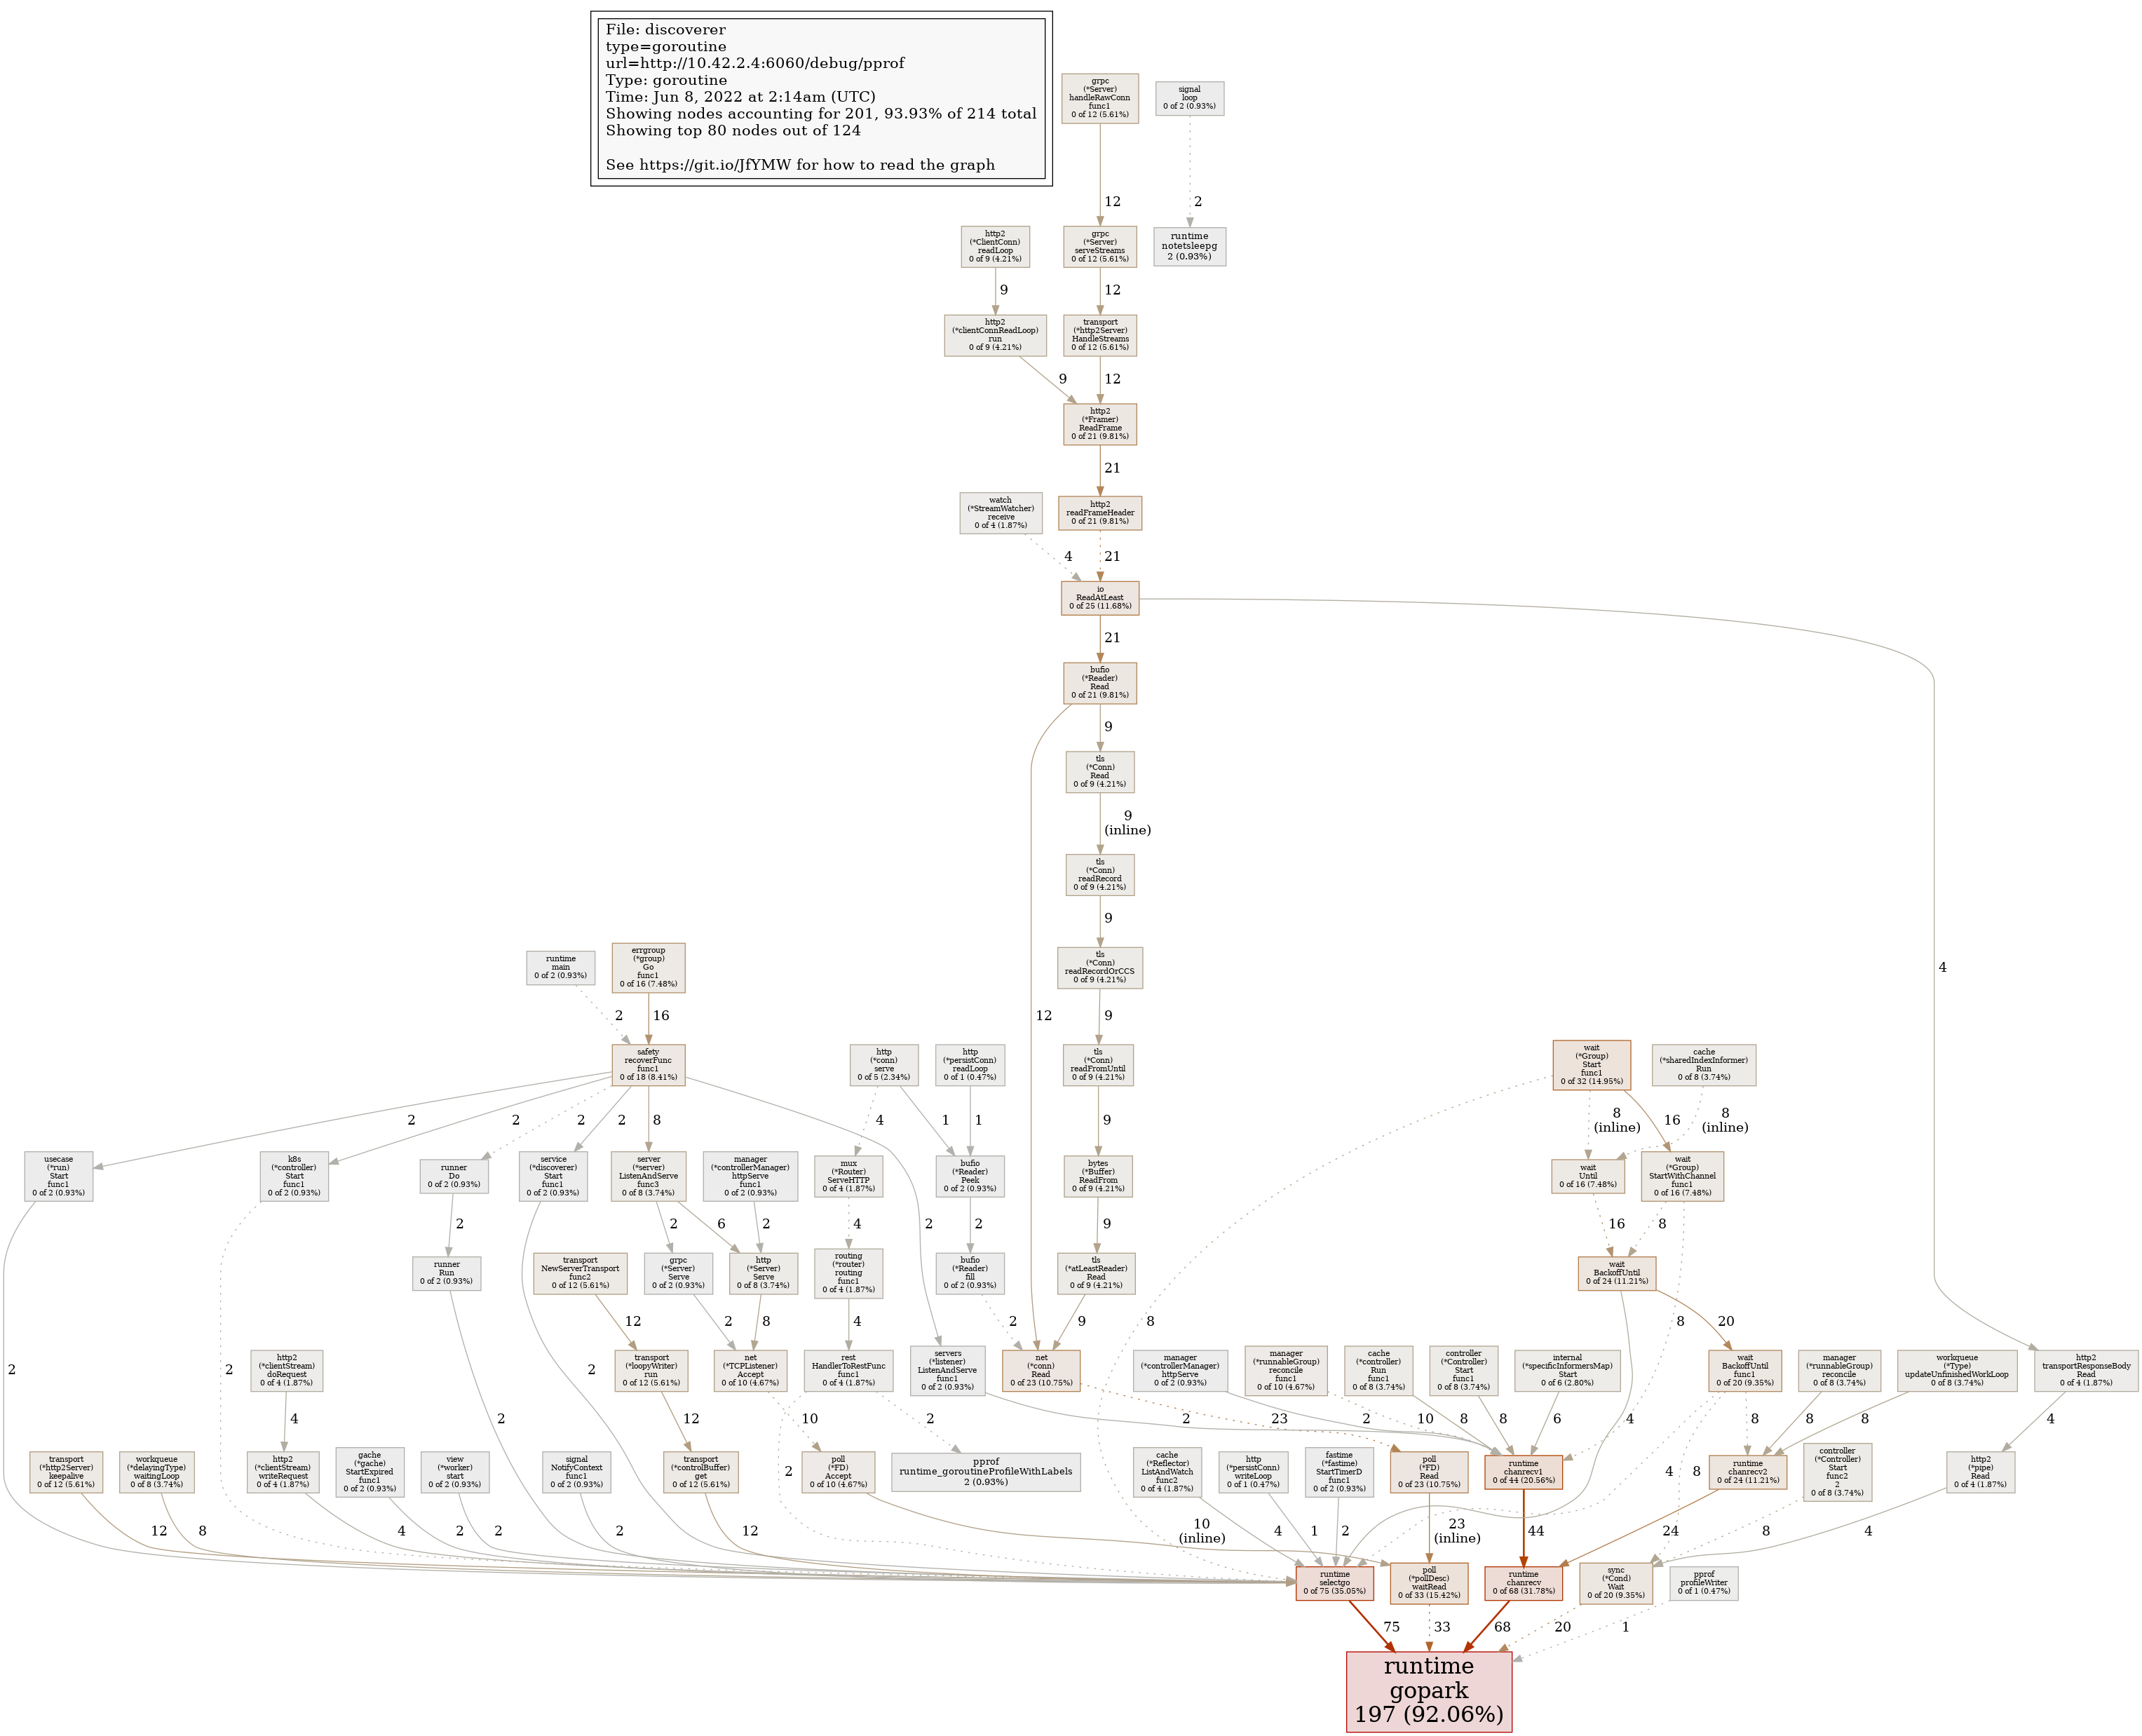 File: discoverer
type=goroutine
url=http://10.42.2.4:6060/debug/pprof
Type: goroutine
Time: Jun 8, 2022 at 2:14am (UTC)
Showing nodes accounting for 201, 93.93% of 214 total
Showing top 80 nodes out of 124
See https://git.io/JfYMW for how to read the graph
grpc
(*Server)
handleRawConn
func1
0 of 12 (5.61%)
signal
loop
0 of 2 (0.93%)
12
2
http2
(*ClientConn)
readLoop
0 of 9 (4.21%)
grpc
(*Server)
serveStreams
0 of 12 (5.61%)
runtime
notetsleepg
2 (0.93%)
9
12
http2
(*clientConnReadLoop)
run
0 of 9 (4.21%)
transport
(*http2Server)
HandleStreams
0 of 12 (5.61%)
9
12
http2
(*Framer)
ReadFrame
0 of 21 (9.81%)
21
watch
(*StreamWatcher)
receive
0 of 4 (1.87%)
http2
readFrameHeader
0 of 21 (9.81%)
4
21
io
ReadAtLeast
0 of 25 (11.68%)
21
4
bufio
(*Reader)
Read
0 of 21 (9.81%)
9
12
tls
(*Conn)
Read
0 of 9 (4.21%)
9
(inline)
tls
(*Conn)
readRecord
0 of 9 (4.21%)
9
runtime
main
0 of 2 (0.93%)
errgroup
(*group)
Go
func1
0 of 16 (7.48%)
tls
(*Conn)
readRecordOrCCS
0 of 9 (4.21%)
2
16
9
safety
recoverFunc
func1
0 of 18 (8.41%)
http
(*conn)
serve
0 of 5 (2.34%)
http
(*persistConn)
readLoop
0 of 1 (0.47%)
tls
(*Conn)
readFromUntil
0 of 9 (4.21%)
wait
(*Group)
Start
func1
0 of 32 (14.95%)
cache
(*sharedIndexInformer)
Run
0 of 8 (3.74%)
2
2
2
2
8
2
4
1
1
9
8
8
(inline)
16
8
(inline)
usecase
(*run)
Start
func1
0 of 2 (0.93%)
k8s
(*controller)
Start
func1
0 of 2 (0.93%)
runner
Do
0 of 2 (0.93%)
service
(*discoverer)
Start
func1
0 of 2 (0.93%)
server
(*server)
ListenAndServe
func3
0 of 8 (3.74%)
manager
(*controllerManager)
httpServe
func1
0 of 2 (0.93%)
mux
(*Router)
ServeHTTP
0 of 4 (1.87%)
bufio
(*Reader)
Peek
0 of 2 (0.93%)
bytes
(*Buffer)
ReadFrom
0 of 9 (4.21%)
wait
Until
0 of 16 (7.48%)
wait
(*Group)
StartWithChannel
func1
0 of 16 (7.48%)
2
2
2
2
2
6
2
4
2
9
16
8
8
runner
Run
0 of 2 (0.93%)
transport
NewServerTransport
func2
0 of 12 (5.61%)
grpc
(*Server)
Serve
0 of 2 (0.93%)
http
(*Server)
Serve
0 of 8 (3.74%)
routing
(*router)
routing
func1
0 of 4 (1.87%)
bufio
(*Reader)
fill
0 of 2 (0.93%)
tls
(*atLeastReader)
Read
0 of 9 (4.21%)
wait
BackoffUntil
0 of 24 (11.21%)
2
12
2
8
4
2
9
4
20
http2
(*clientStream)
doRequest
0 of 4 (1.87%)
transport
(*loopyWriter)
run
0 of 12 (5.61%)
net
(*TCPListener)
Accept
0 of 10 (4.67%)
rest
HandlerToRestFunc
func1
0 of 4 (1.87%)
servers
(*listener)
ListenAndServe
func1
0 of 2 (0.93%)
net
(*conn)
Read
0 of 23 (10.75%)
manager
(*controllerManager)
httpServe
0 of 2 (0.93%)
manager
(*runnableGroup)
reconcile
func1
0 of 10 (4.67%)
cache
(*controller)
Run
func1
0 of 8 (3.74%)
controller
(*Controller)
Start
func1
0 of 8 (3.74%)
internal
(*specificInformersMap)
Start
0 of 6 (2.80%)
wait
BackoffUntil
func1
0 of 20 (9.35%)
manager
(*runnableGroup)
reconcile
0 of 8 (3.74%)
workqueue
(*Type)
updateUnfinishedWorkLoop
0 of 8 (3.74%)
http2
transportResponseBody
Read
0 of 4 (1.87%)
4
12
10
2
2
2
23
2
10
8
8
6
4
8
8
8
8
4
transport
(*http2Server)
keepalive
0 of 12 (5.61%)
workqueue
(*delayingType)
waitingLoop
0 of 8 (3.74%)
http2
(*clientStream)
writeRequest
0 of 4 (1.87%)
gache
(*gache)
StartExpired
func1
0 of 2 (0.93%)
view
(*worker)
start
0 of 2 (0.93%)
signal
NotifyContext
func1
0 of 2 (0.93%)
transport
(*controlBuffer)
get
0 of 12 (5.61%)
poll
(*FD)
Accept
0 of 10 (4.67%)
pprof
runtime_goroutineProfileWithLabels
2 (0.93%)
cache
(*Reflector)
ListAndWatch
func2
0 of 4 (1.87%)
http
(*persistConn)
writeLoop
0 of 1 (0.47%)
fastime
(*fastime)
StartTimerD
func1
0 of 2 (0.93%)
poll
(*FD)
Read
0 of 23 (10.75%)
runtime
chanrecv1
0 of 44 (20.56%)
runtime
chanrecv2
0 of 24 (11.21%)
controller
(*Controller)
Start
func2
2
0 of 8 (3.74%)
http2
(*pipe)
Read
0 of 4 (1.87%)
12
8
4
2
2
2
12
10
(inline)
4
1
2
23
(inline)
44
24
8
4
runtime
selectgo
0 of 75 (35.05%)
poll
(*pollDesc)
waitRead
0 of 33 (15.42%)
runtime
chanrecv
0 of 68 (31.78%)
sync
(*Cond)
Wait
0 of 20 (9.35%)
pprof
profileWriter
0 of 1 (0.47%)
75
33
68
20
1
runtime
gopark
197 (92.06%)